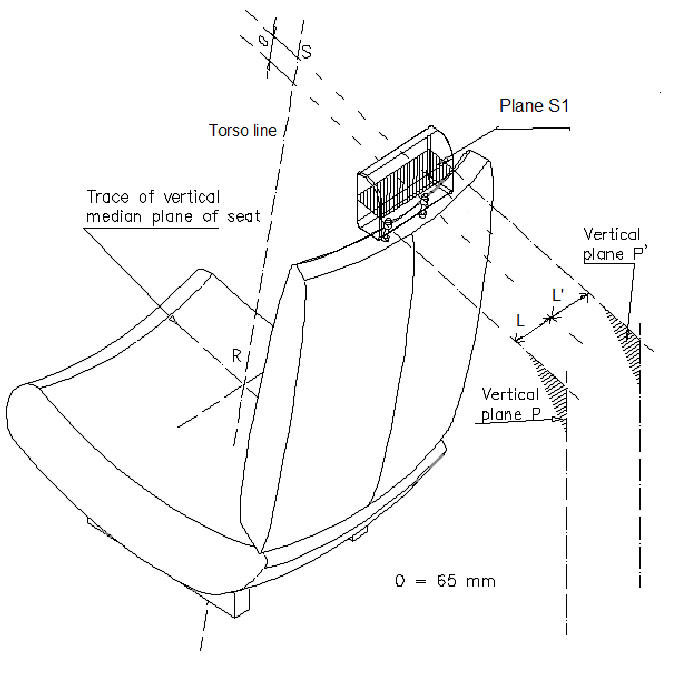 S
Plane S1
Torso line
Trace of vertical
median plane of seat
Vertical
plane P'
L'
L
R
Vertical
plane P
0 = 65 mm